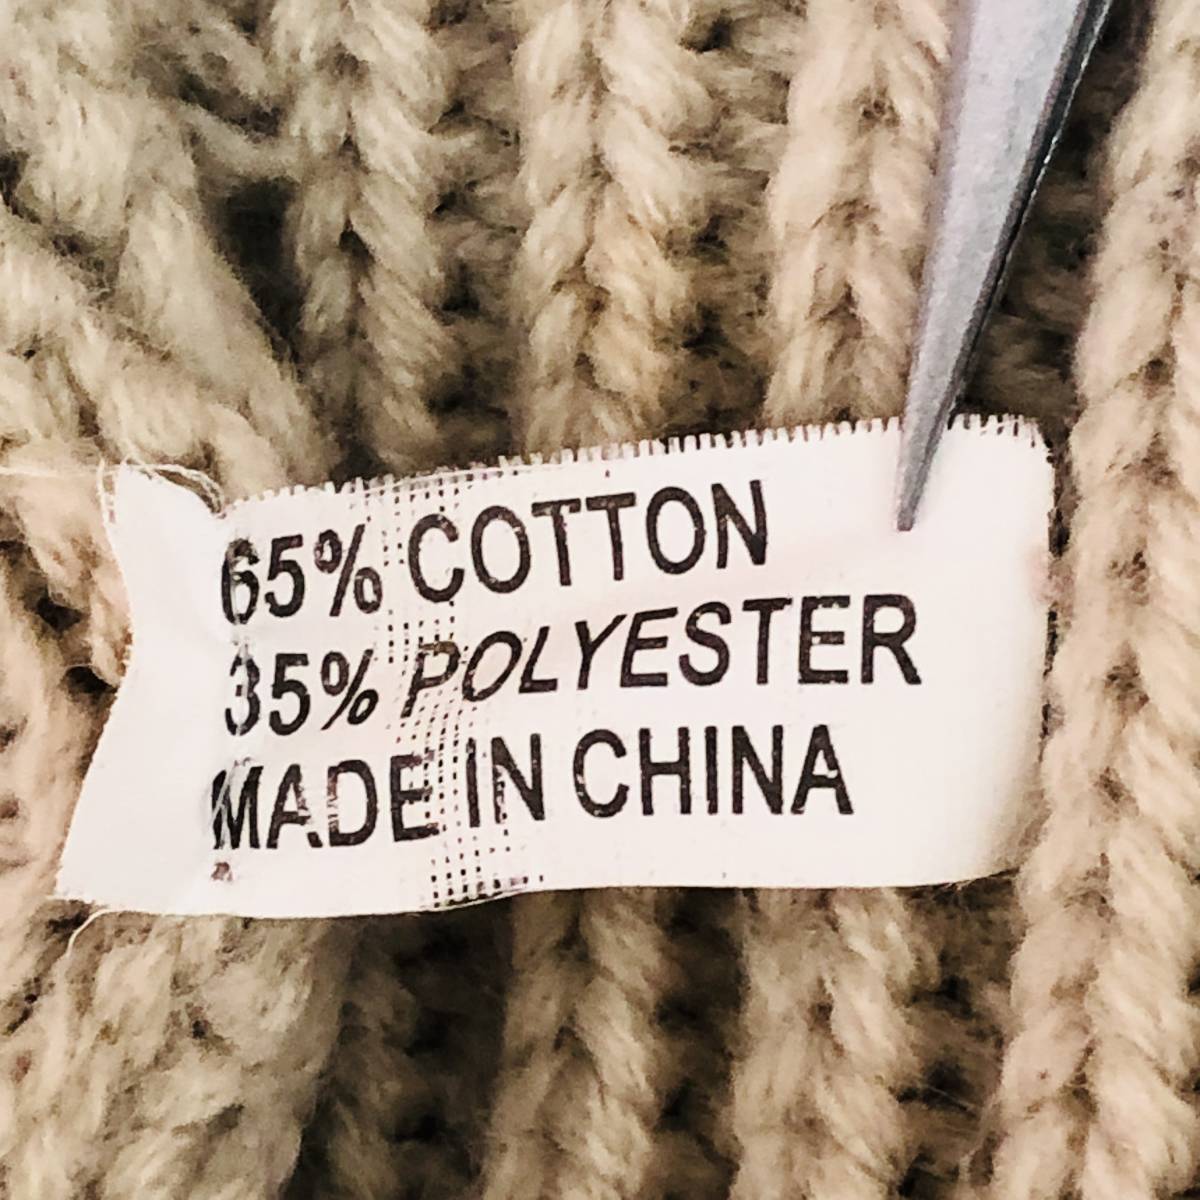 65% COTTON
35% POLYESTER
MADE IN CHINA